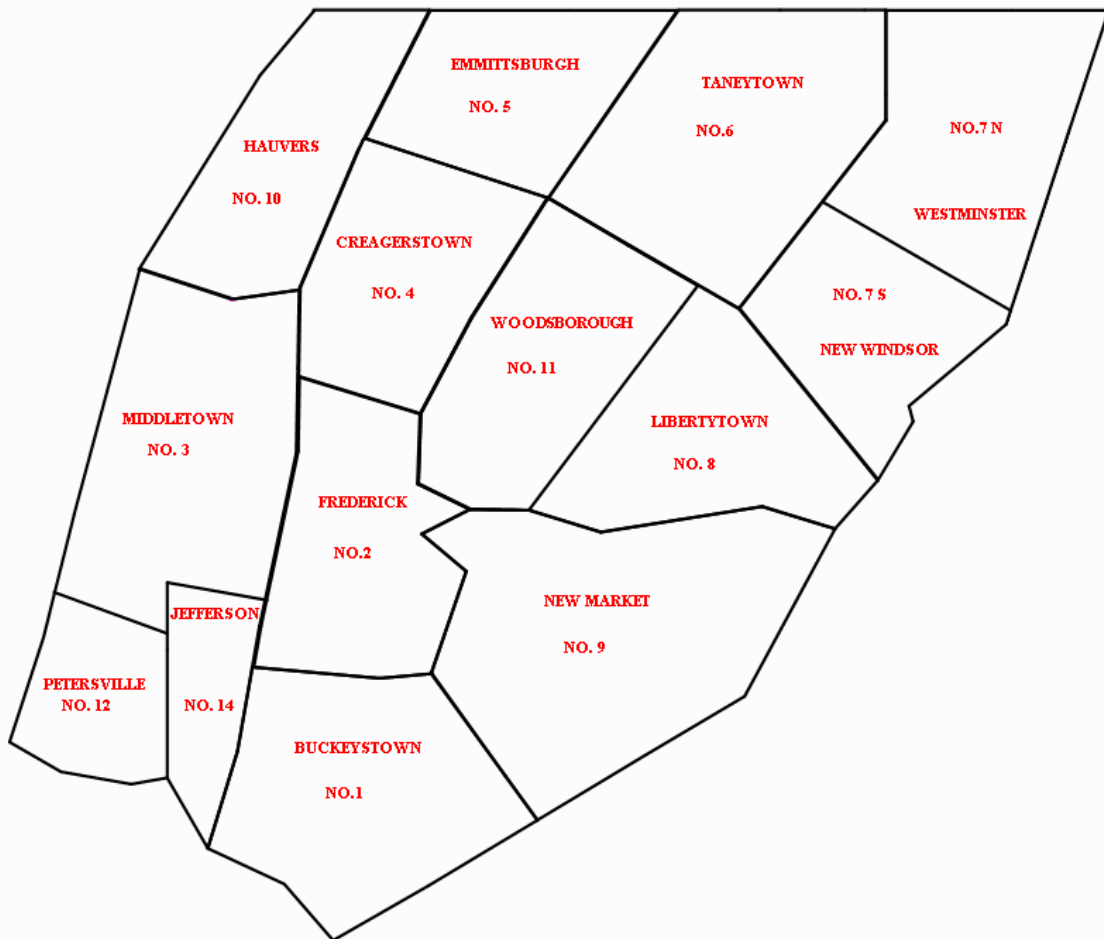 EMMITTSBURGH
NO. 5
TANEYTOWN
NO.6
NO.7 N
WESTMINSTER
HAUVERS
NO. 10
CREAGERSTOWN
NO. 4
WOODSBOROUGH
NO. 11
NO. 7 S
NEW WINDSOR
MIDDLETOWN
NO. 3
LIBERTYTOWN
NO. 8
FREDERICK
NO.2
NEW MARKET
NO. 9
JEFFERSON
NO. 14
PETERSVILLE
NO. 12
BUCKEYSTOWN
NO.1